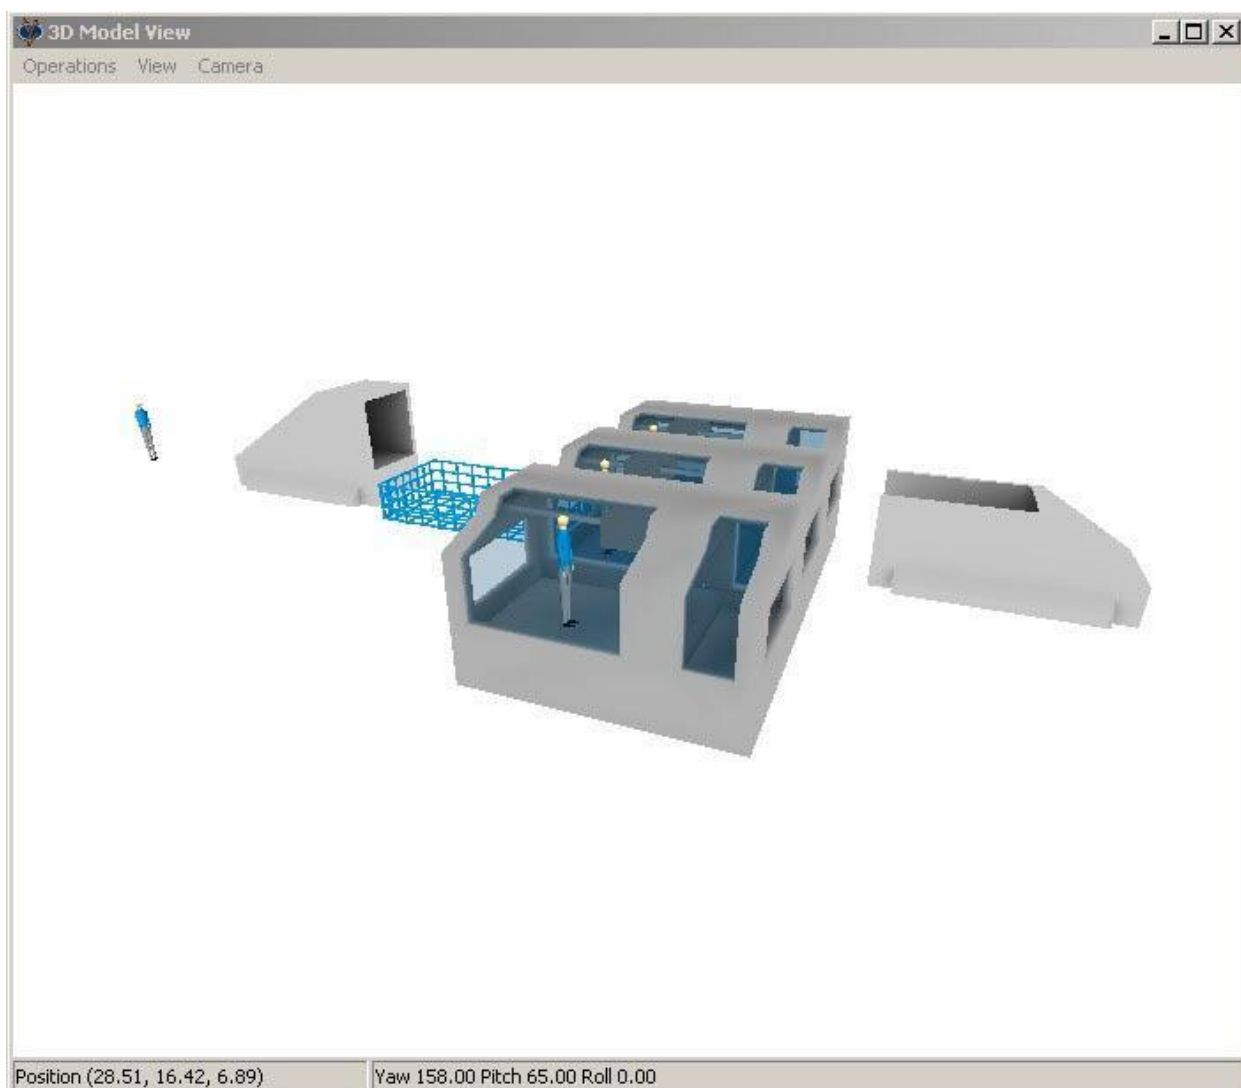 3D Model View
Operations View Camera
Position (28.51, 16.42, 6.89) Yaw 158.00 Pitch 65.00 Roll 0.00